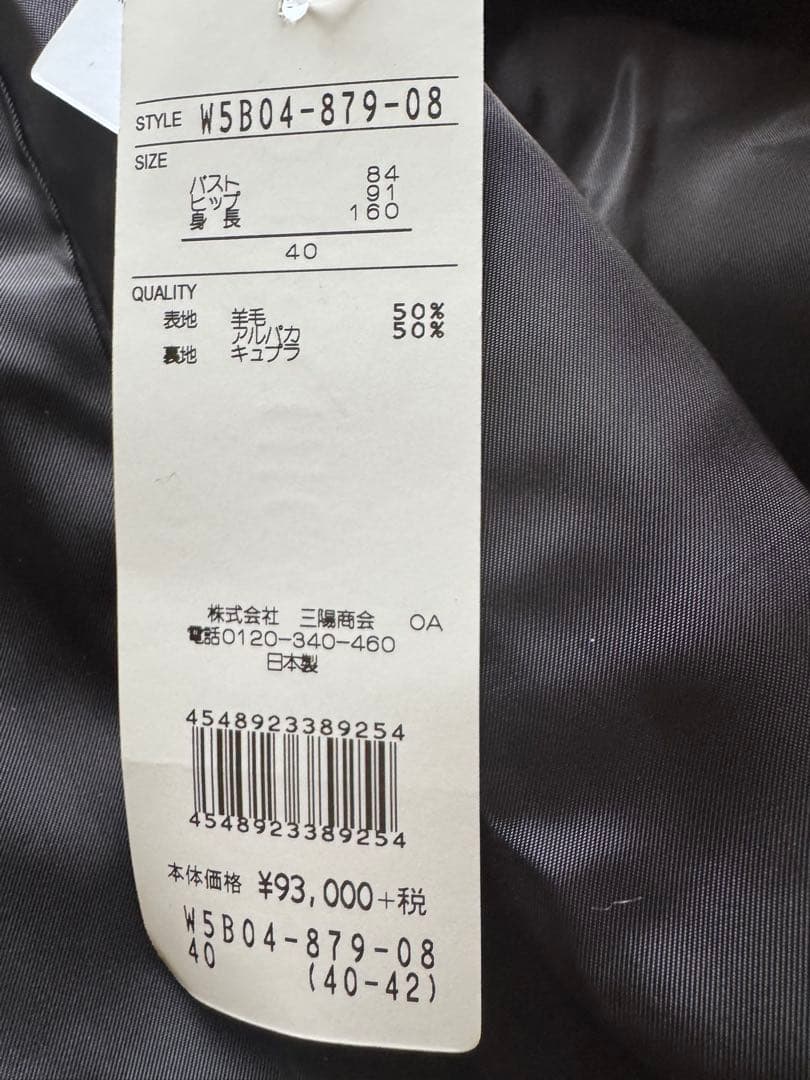 STYLE W5B04-879-08
SIZE
バスト 84
ヒップ 91
身長 160
40
QUALITY
表地 羊毛 50%
アルパカ 50%
裏地 キュプラ
株式会社 三陽商会 OA
電話0120-340-460
日本製
4548923389254
4548923389254
本体価格 ¥93,000+税
W5B04-879-08
40 (40-42)